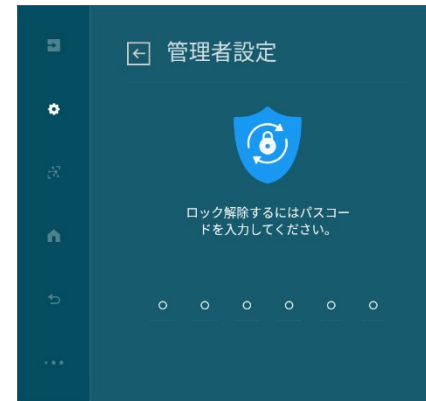 管理者設定
ロック解除するにはパスコー
ドを入力してください。